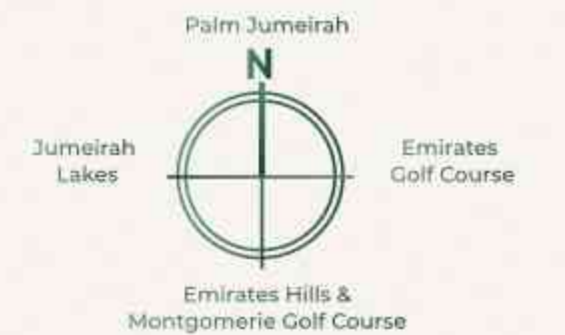 Palm Jumeirah
N
Jumeirah
Lakes
Emirates
Golf Course
Emirates Hills &
Montgomerie Golf Course